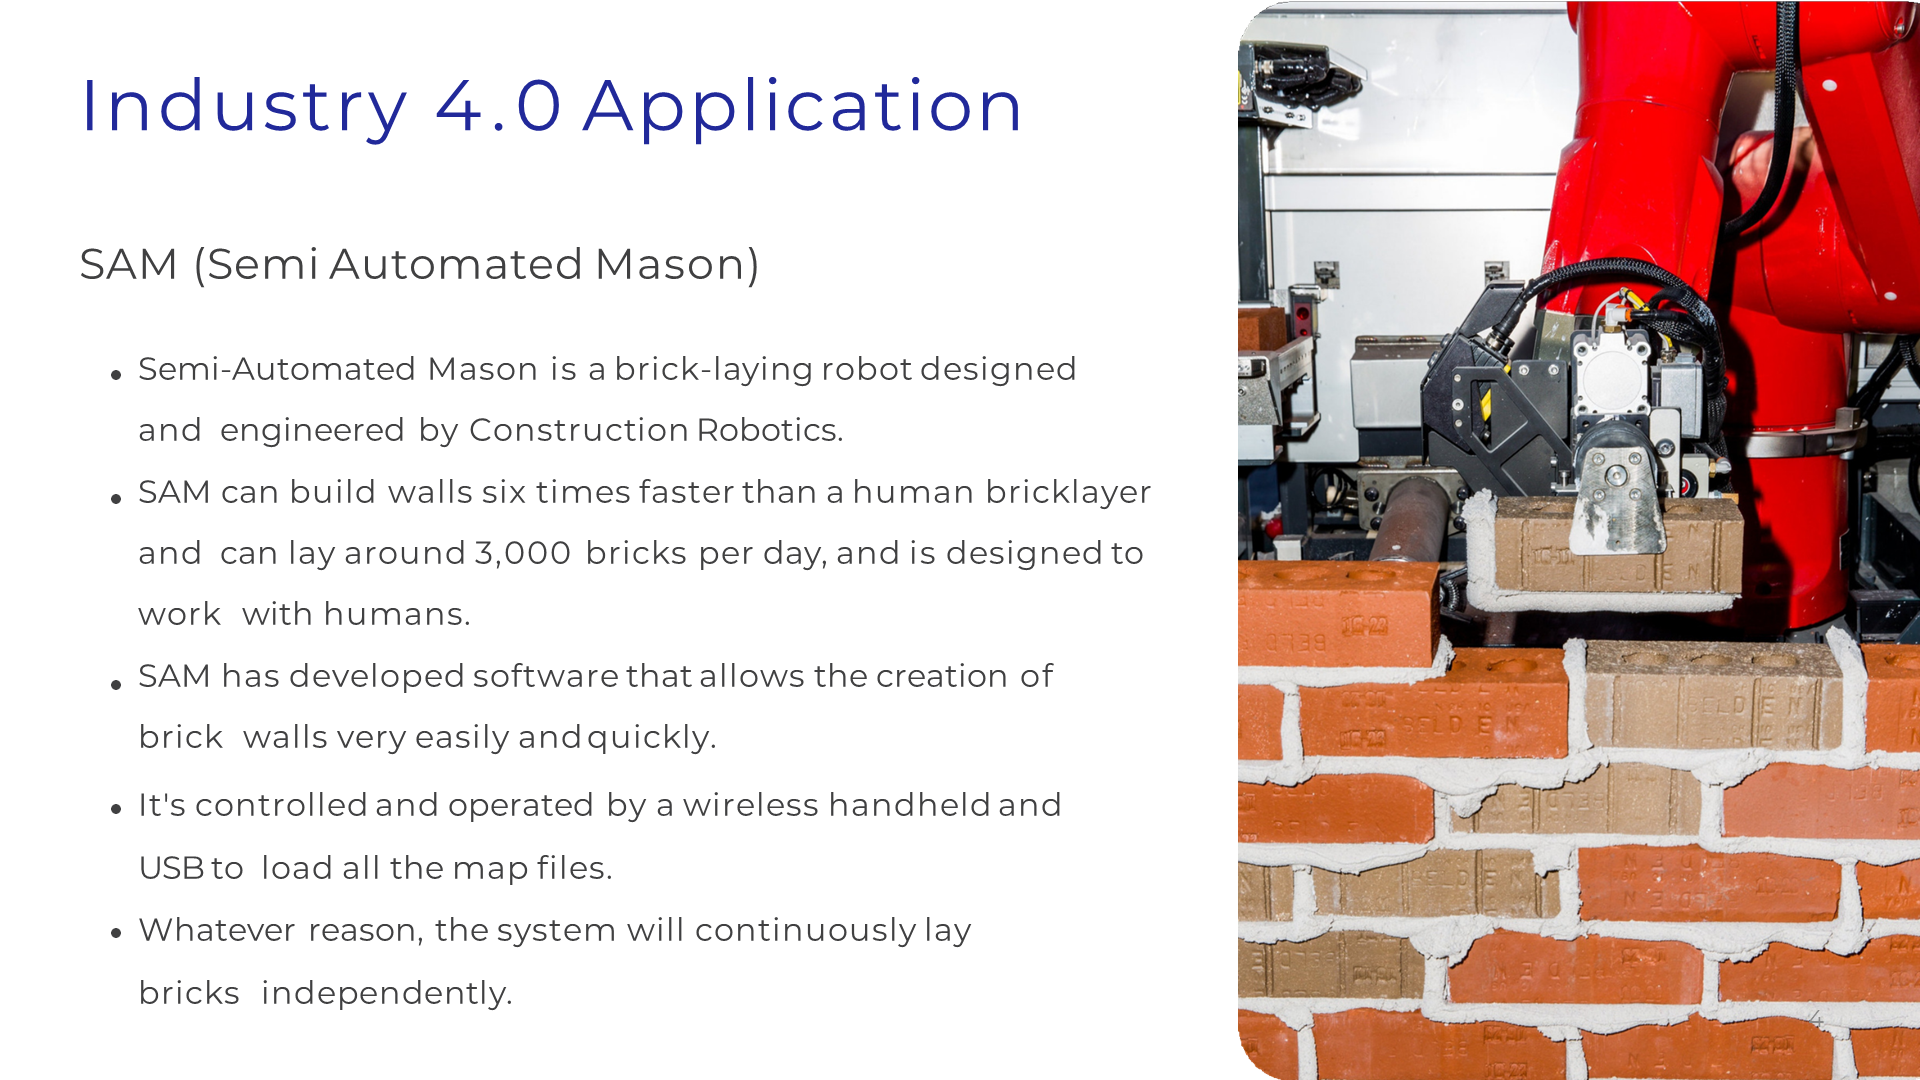 Industry 4.0 Application
SAM (Semi Automated Mason)
• Semi-Automated Mason is a brick-laying robot designed
and engineered by Construction Robotics.
• SAM can build walls six times faster than a human bricklayer
and can lay around 3,000 bricks per day, and is designed to
work with humans.
• SAM has developed software that allows the creation of
brick walls very easily and quickly.
• It's controlled and operated by a wireless handheld and
USB to load all the map files.
• Whatever reason, the system will continuously lay
bricks independently.
BELDEN
4